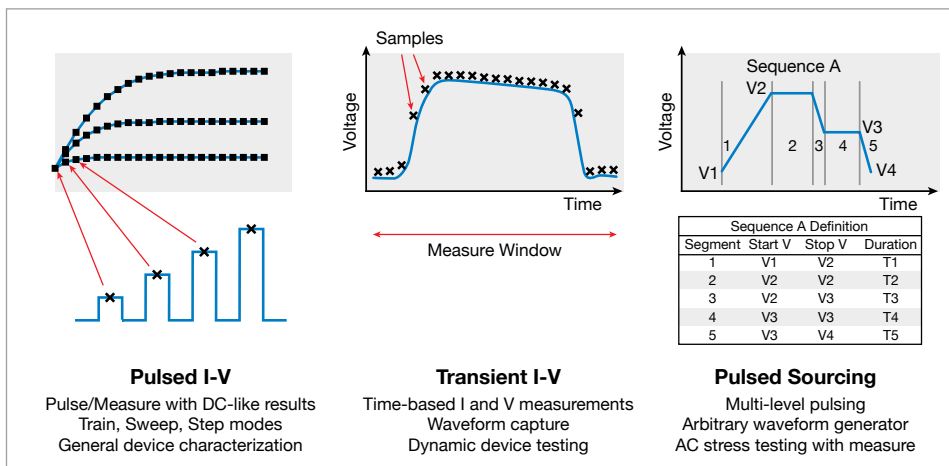 Samples
Voltage
Time
Measure Window
Sequence A
Voltage
V2
V3
1
2
3
4
5
V1
V4
Time
Sequence A Definition
Segment Start V Stop V Duration
1 V1 V2 T1
2 V2 V2 T2
3 V2 V3 T3
4 V3 V3 T4
5 V3 V4 T5
Pulsed I-V
Pulse/Measure with DC-like results
Train, Sweep, Step modes
General device characterization
Transient I-V
Time-based I and V measurements
Waveform capture
Dynamic device testing
Pulsed Sourcing
Multi-level pulsing
Arbitrary waveform generator
AC stress testing with measure